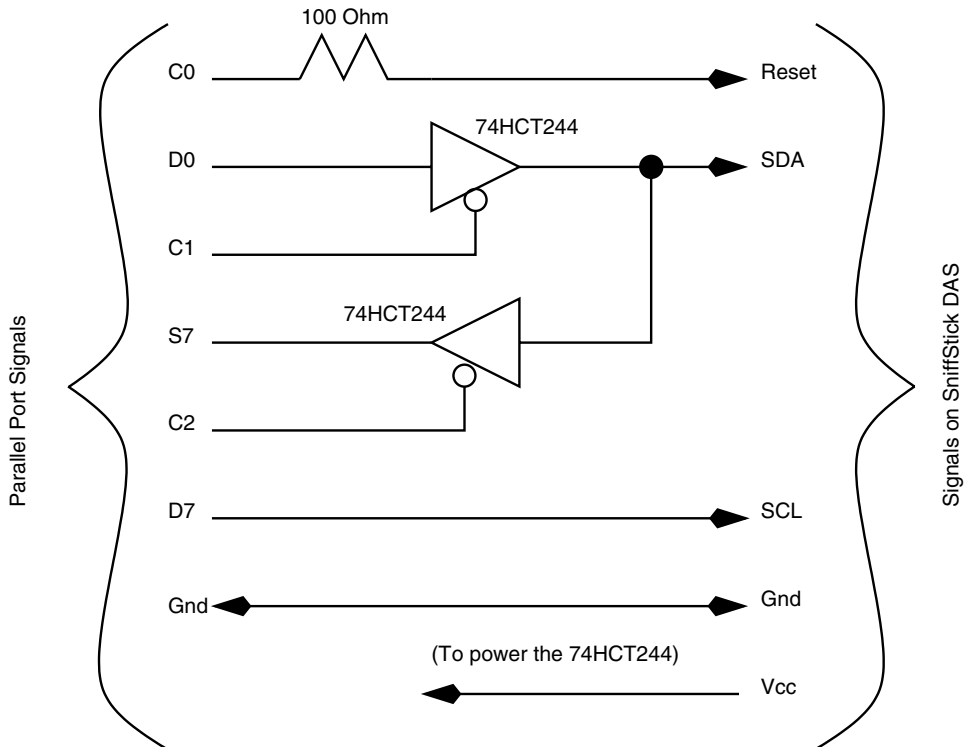 100 Ohm
C0
Reset
74HCT244
D0
SDA
C1
74HCT244
S7
C2
D7
SCL
Gnd
Gnd
(To power the 74HCT244)
Vcc
Parallel Port Signals
Signals on SniffStick DAS